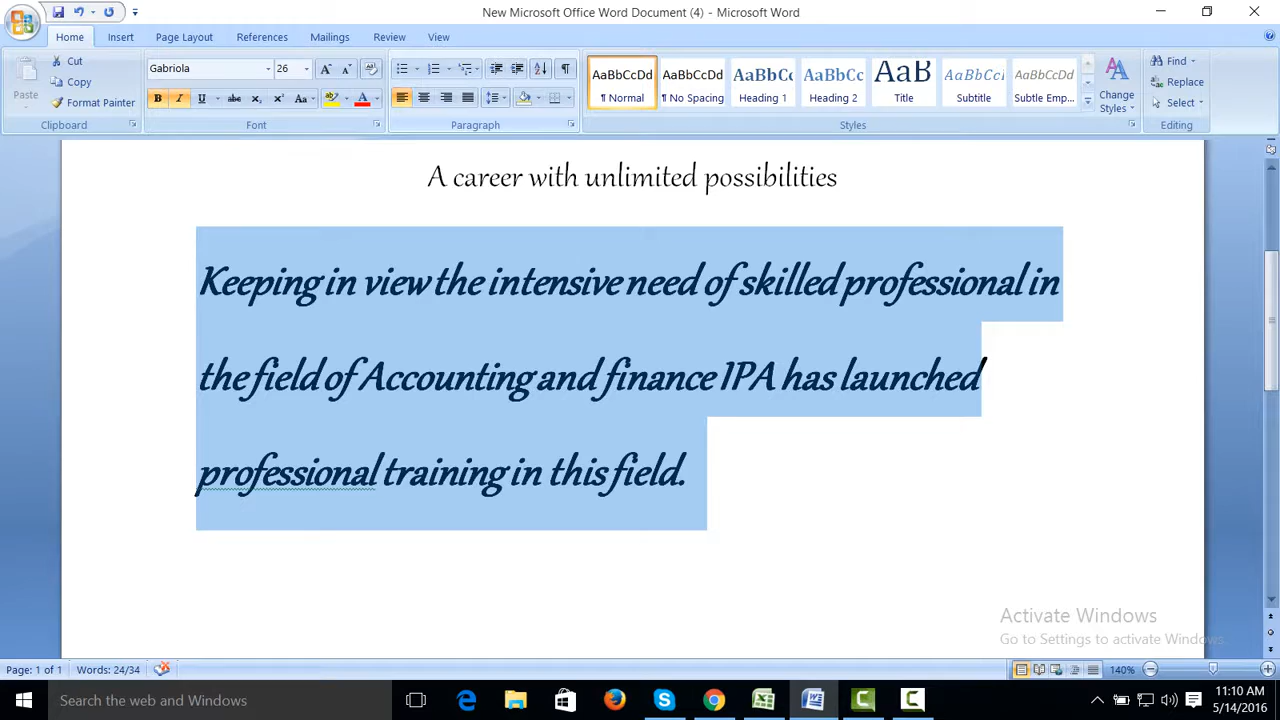 New Microsoft Office Word Document (4) - Microsoft Word
Home Insert Page Layout References Mailings Review View
Paste
Cut
Copy
Format Painter
Clipboard
Gabriola 26
B I U abc X₂ X² Aa
Font
Paragraph
AaBbCcDd AaBbCcDd AaBbCc AaBbCc AaB AaBbCcI AaBbCcDd
¶ Normal ¶ No Spacing Heading 1 Heading 2 Title Subtitle Subtle Emp...
Change Styles
Styles
Find
Replace
Select
Editing
A career with unlimited possibilities
Keeping in view the intensive need of skilled professional in
the field of Accounting and finance IPA has launched
professional training in this field.
Activate Windows
Go to Settings to activate Windows.
Page: 1 of 1 Words: 24/34 140%
Search the web and Windows
11:10 AM
5/14/2016